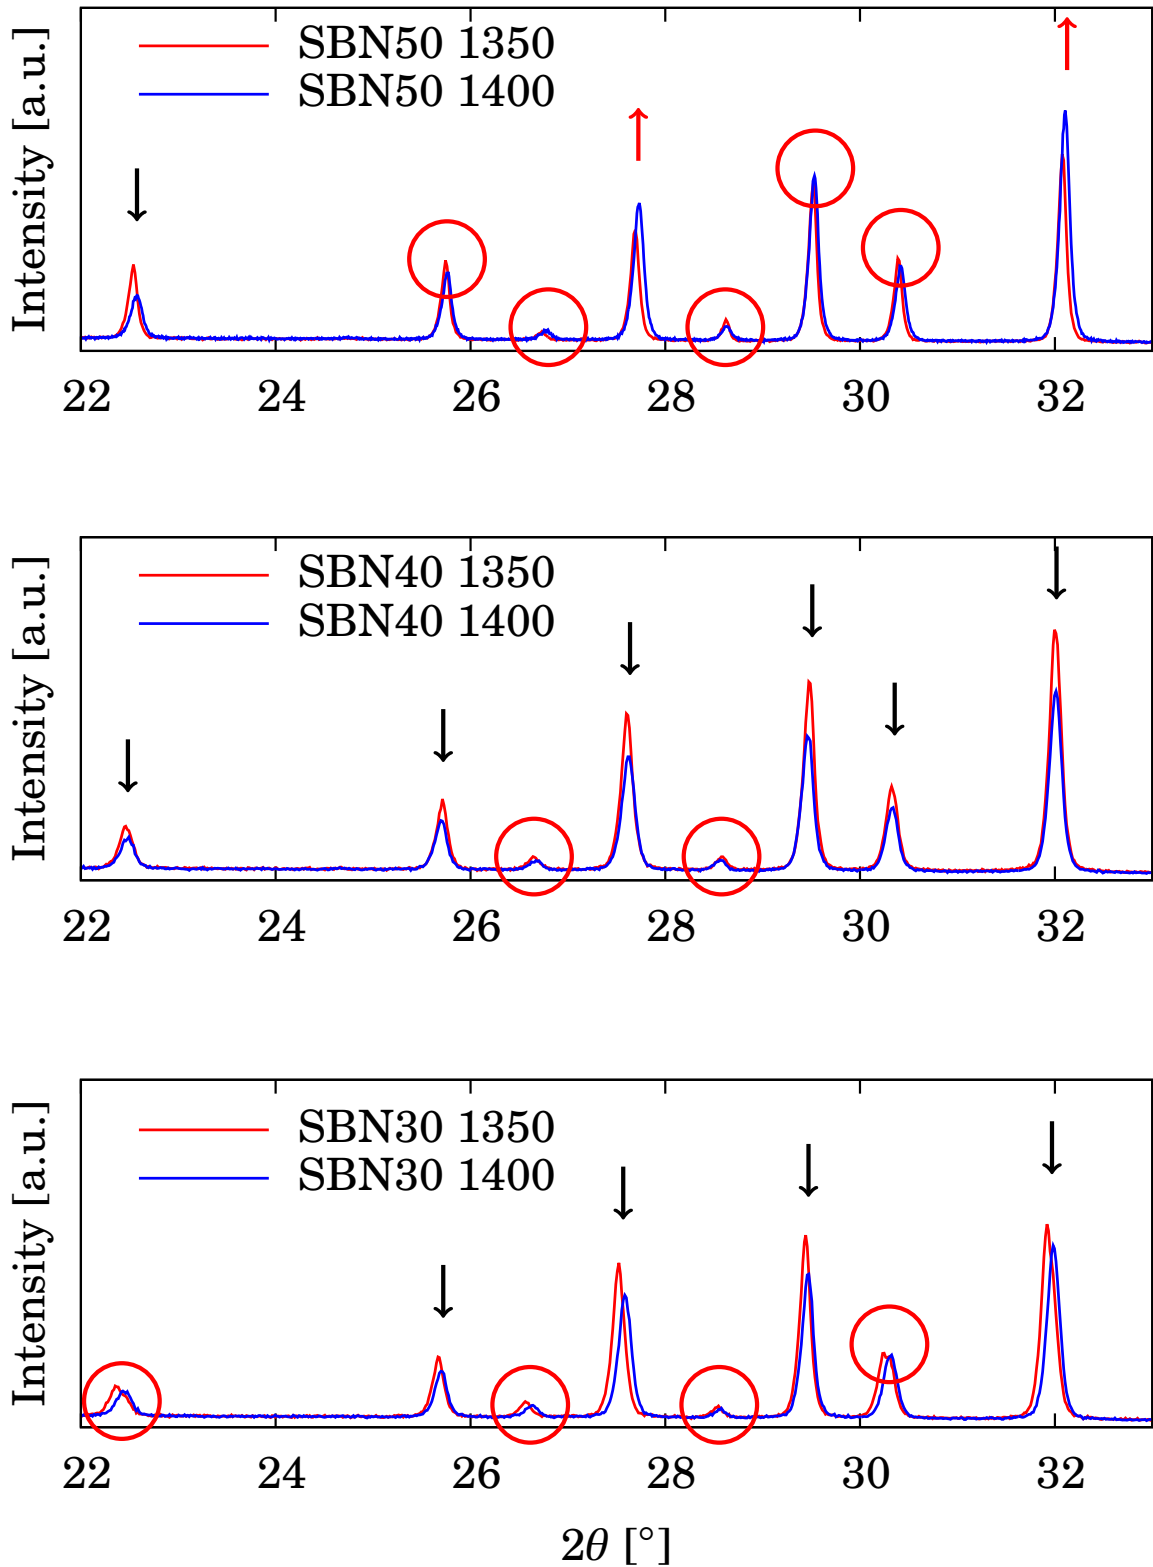 Intensity [a.u.]
SBN50 1350
SBN50 1400
22 24 26 28 30 32
Intensity [a.u.]
SBN40 1350
SBN40 1400
22 24 26 28 30 32
Intensity [a.u.]
SBN30 1350
SBN30 1400
22 24 26 28 30 32
2θ [°]